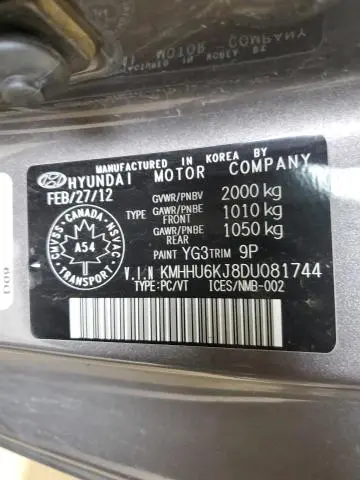 MOTOR COMPANY
MANUFACTURED IN KOREA BY
HYUNDAI MOTOR COMPANY
FEB/27/12
GVWR/PNBV 2000 kg
TYPE GAWR/PNBE FRONT 1010 kg
GAWR/PNBE REAR 1050 kg
PAINT YG3 TRIM 9P
V.I.N KMHHU6KJ8DU081744
TYPE:PC/VT ICES/NMB-002
CANADA
CMVSS
NSVAC
A54
TRANSPORT